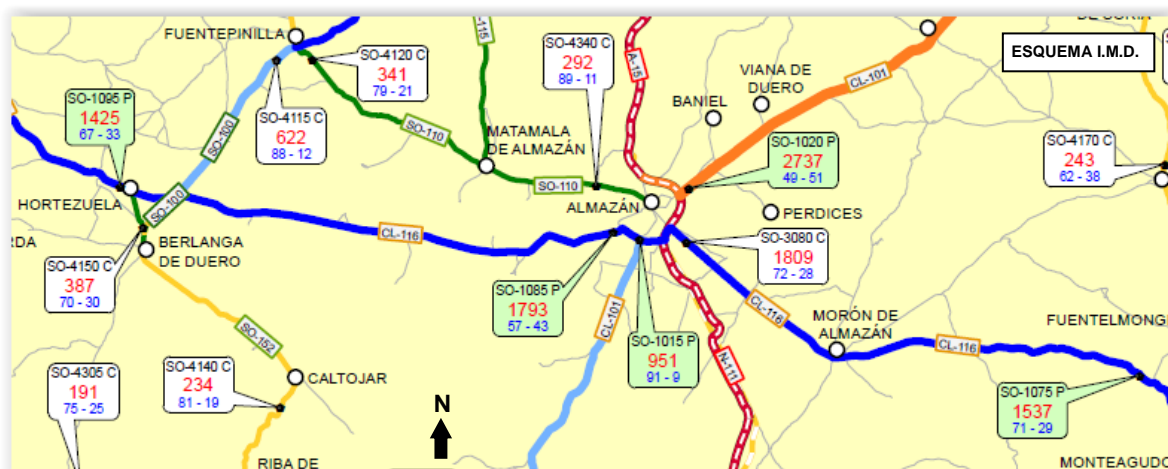 FUENTEPINILLA
SO-4120 C
341
79 - 21
SO-115
SO-4340 C
292
89 - 11
A-15
CL-101
ESQUEMA I.M.D.
VIANA DE
DUERO
BANIEL
SO-1095 P
1425
67 - 33
SO-100
SO-4115 C
622
88 - 12
SO-110
MATAMALA
DE ALMAZÁN
SO-1020 P
2737
49 - 51
SO-4170 C
243
62 - 38
SO-110
HORTEZUELA
SO-100
ALMAZÁN
PERDICES
CL-116
BERLANGA
DE DUERO
SO-3080 C
1809
72 - 28
SO-4150 C
387
70 - 30
SO-1085 P
1793
57 - 43
CL-101
CL-116
MORÓN DE
ALMAZÁN
FUENTELMONGE
SO-152
SO-1015 P
951
91 - 9
N-111
CL-116
SO-4305 C
191
75 - 25
SO-4140 C
234
81 - 19
CALTOJAR
SO-1075 P
1537
71 - 29
N
RIBA DE
MONTEAGUDO